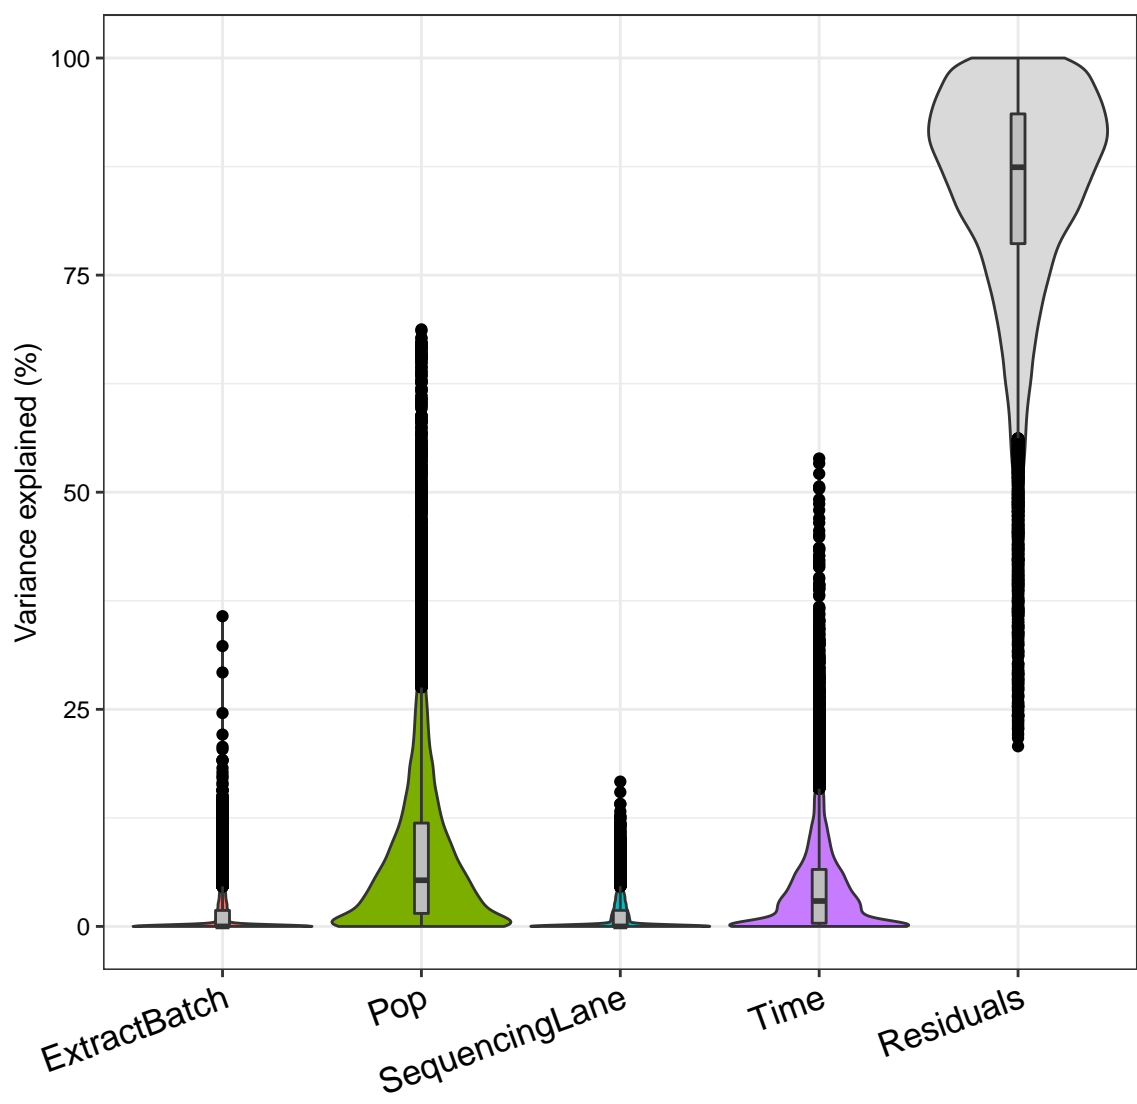 Variance explained (%)
100
75
50
25
0
ExtractBatch
Pop
SequencingLane
Time
Residuals